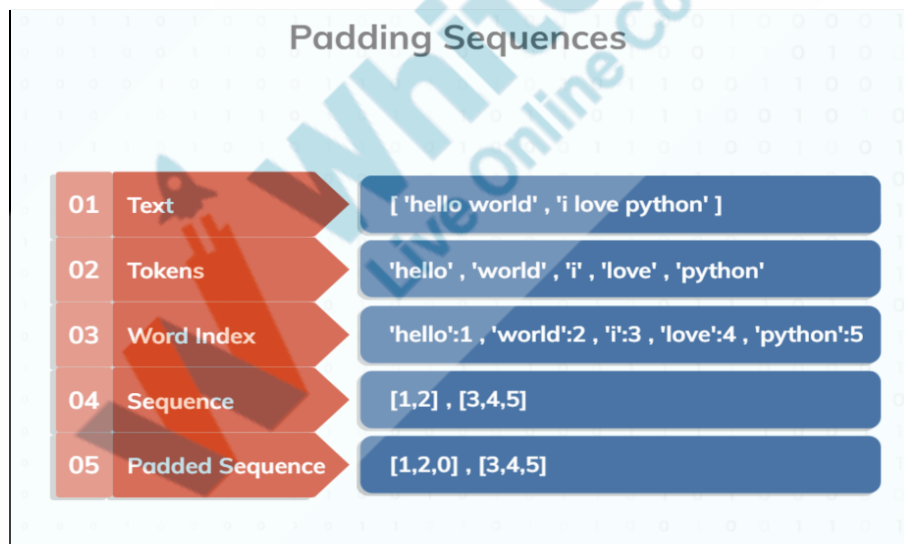 Padding Sequences
01 Text [ 'hello world' , 'i love python' ]
02 Tokens 'hello' , 'world' , 'i' , 'love' , 'python'
03 Word Index 'hello':1 , 'world':2 , 'i':3 , 'love':4 , 'python':5
04 Sequence [1,2] , [3,4,5]
05 Padded Sequence [1,2,0] , [3,4,5]
Live Online